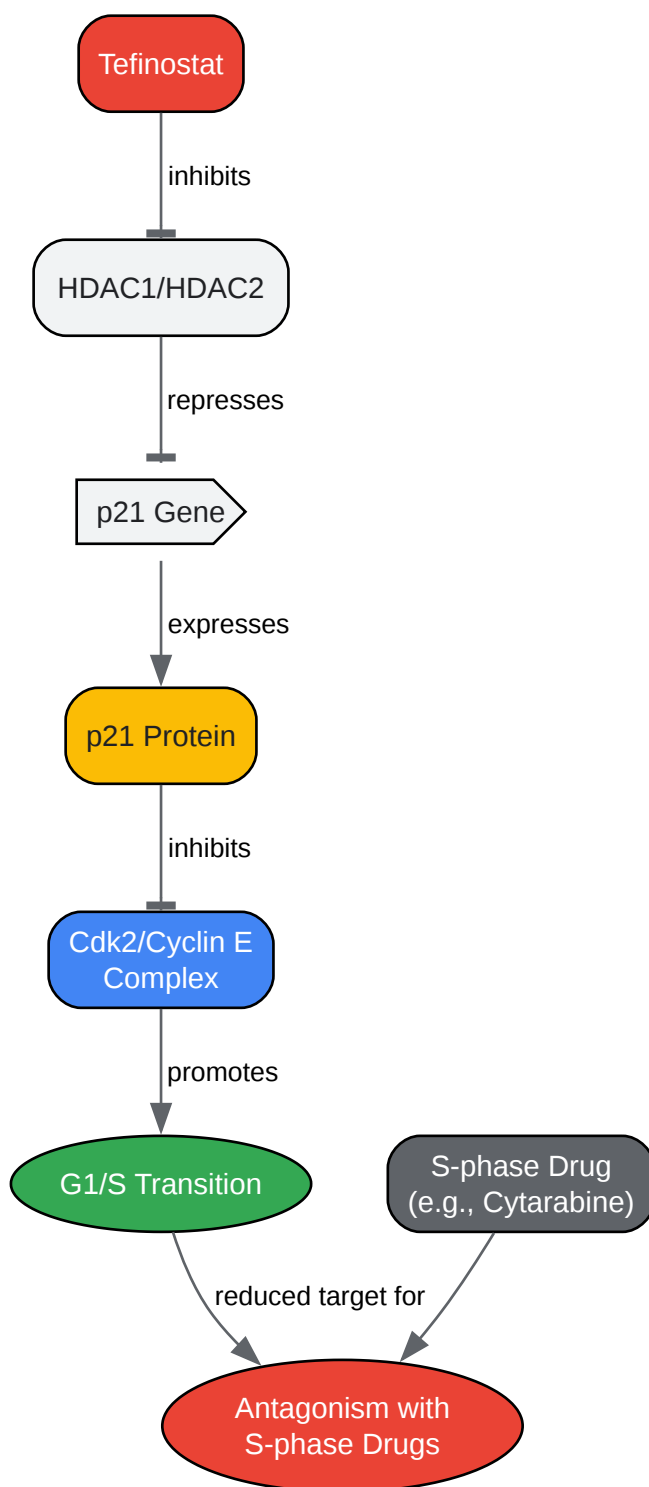 Tefinostat
inhibits
HDAC1/HDAC2
represses
p21 Gene
expresses
p21 Protein
inhibits
Cdk2/Cyclin E
Complex
promotes
G1/S Transition
S-phase Drug
(e.g., Cytarabine)
reduced target for
Antagonism with
S-phase Drugs